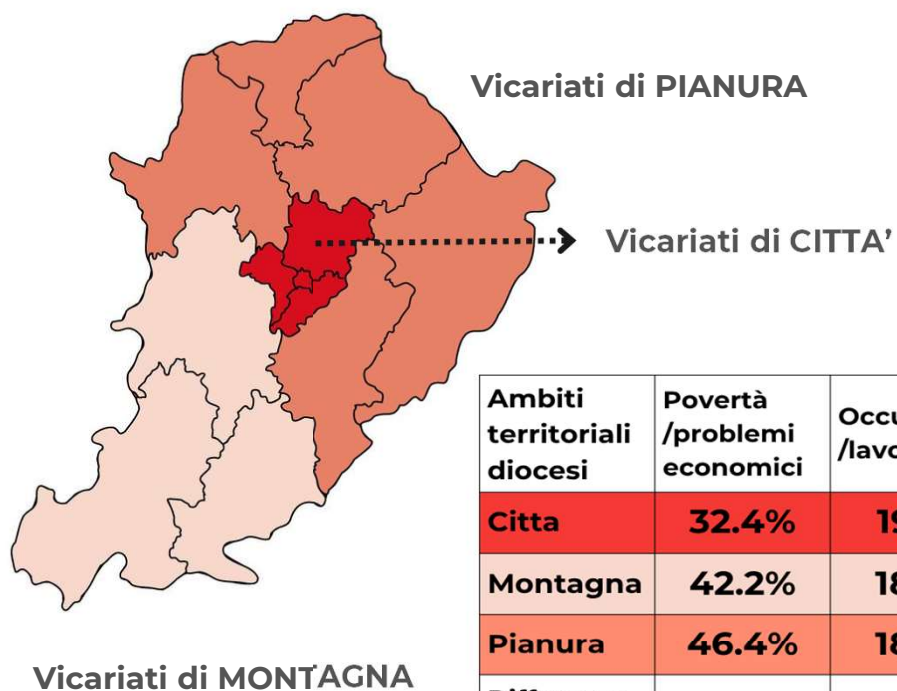 Vicariati di PIANURA
Vicariati di CITTA'
Ambiti
territoriali
diocesi
Povertà
/problemi
economici
Citta 32.4%
Montagna 42.2%
Pianura 46.4%
Vicariati di MONTAGNA